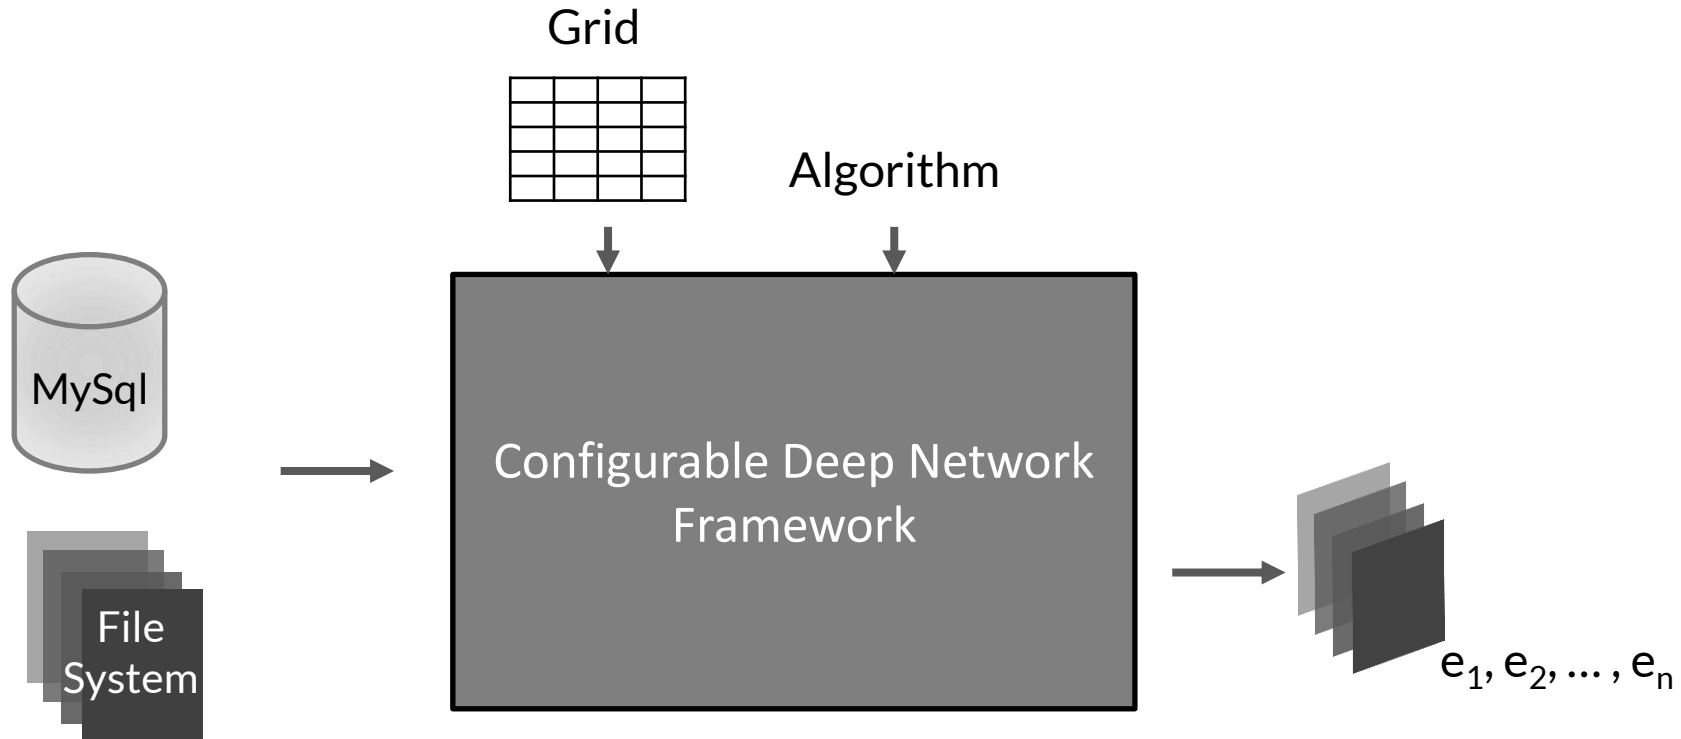 Grid
Algorithm
MySql
Configurable Deep Network
Framework
File
System
e₁, e₂, … , eₙ